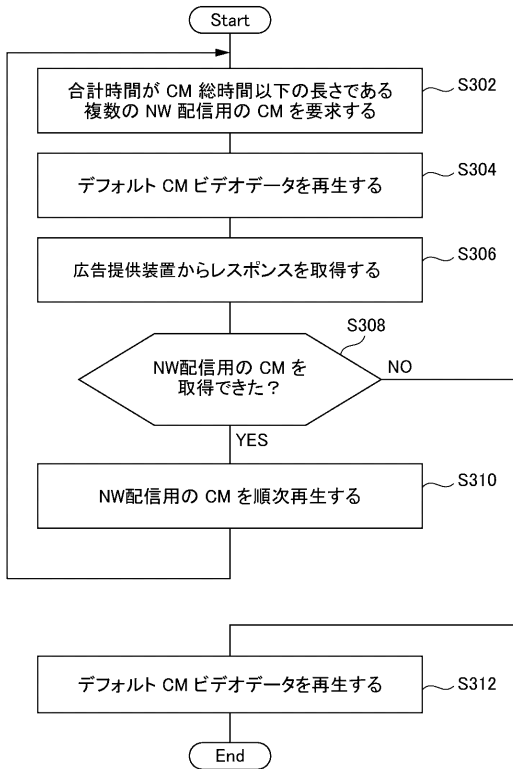 Start
合計時間が CM 総時間以下の長さである
複数の NW 配信用の CM を要求する
S302
デフォルト CM ビデオデータを再生する
S304
広告提供装置からレスポンスを取得する
S306
S308
NW配信用の CM を
取得できた？
NO
YES
NW配信用の CM を順次再生する
S310
デフォルト CM ビデオデータを再生する
S312
End